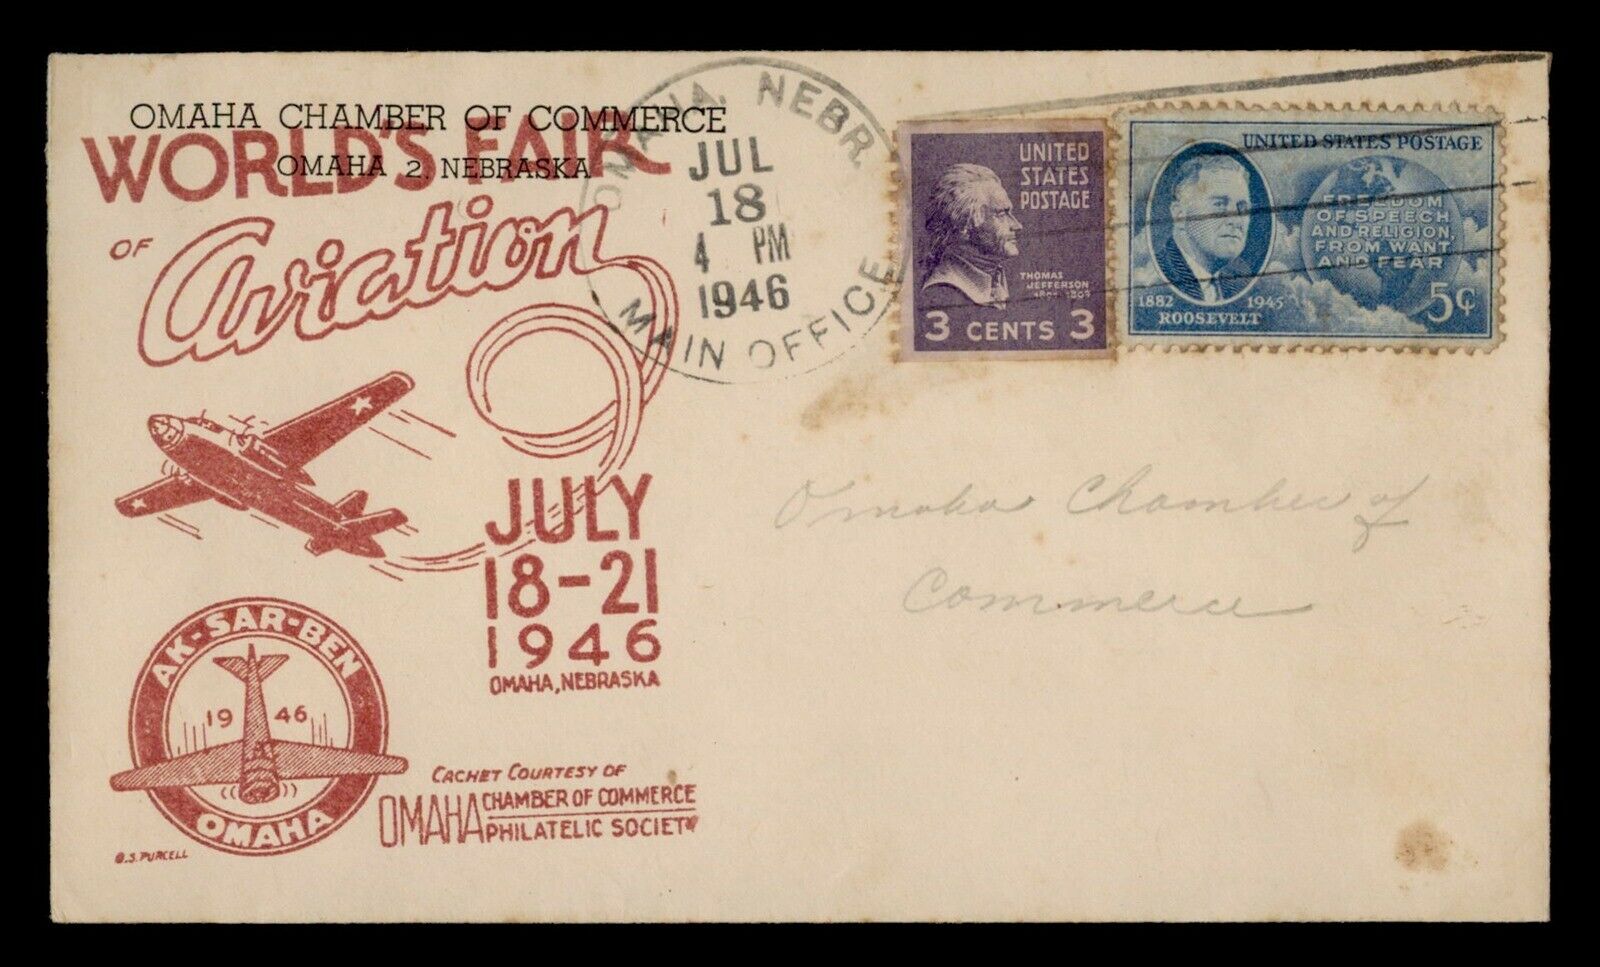 OMAHA CHAMBER OF COMMERCE
OMAHA 2, NEBRASKA
WORLD'S FAIR
OF Aviation
JULY
18-21
1946
OMAHA, NEBRASKA
AK-SAR-BEN
1946
OMAHA
CACHET COURTESY OF
OMAHA CHAMBER OF COMMERCE
PHILATELIC SOCIETY
G.S. PURCELL
OMAHA, NEBR.
JUL
18
4 PM
1946
MAIN OFFICE
UNITED
STATES
POSTAGE
THOMAS
JEFFERSON
3 CENTS 3
UNITED STATES POSTAGE
FREEDOM
OF SPEECH
AND RELIGION,
FROM WANT
AND FEAR
1882 1945
ROOSEVELT
5¢
Omaha Chamber of
Commerce